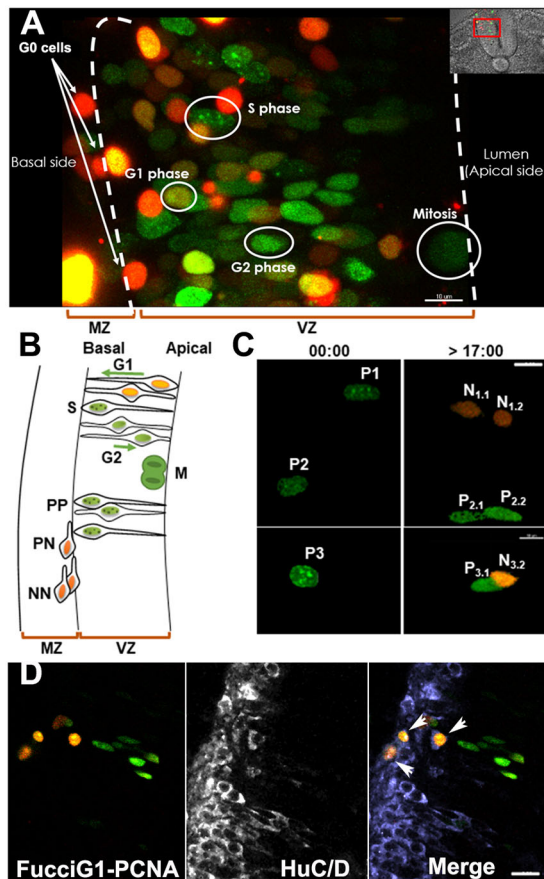 A
G0 cells
S phase
Basal side
G1 phase
Lumen
(Apical side)
Mitosis
G2 phase
10 µm
MZ
VZ
B
Basal
Apical
G1
S
G2
M
PP
PN
NN
MZ
VZ
C
00:00
> 17:00
P1
N1.1
N1.2
P2
P2.1
P2.2
P3
P3.1
N3.2
D
FucciG1-PCNA
HuC/D
Merge